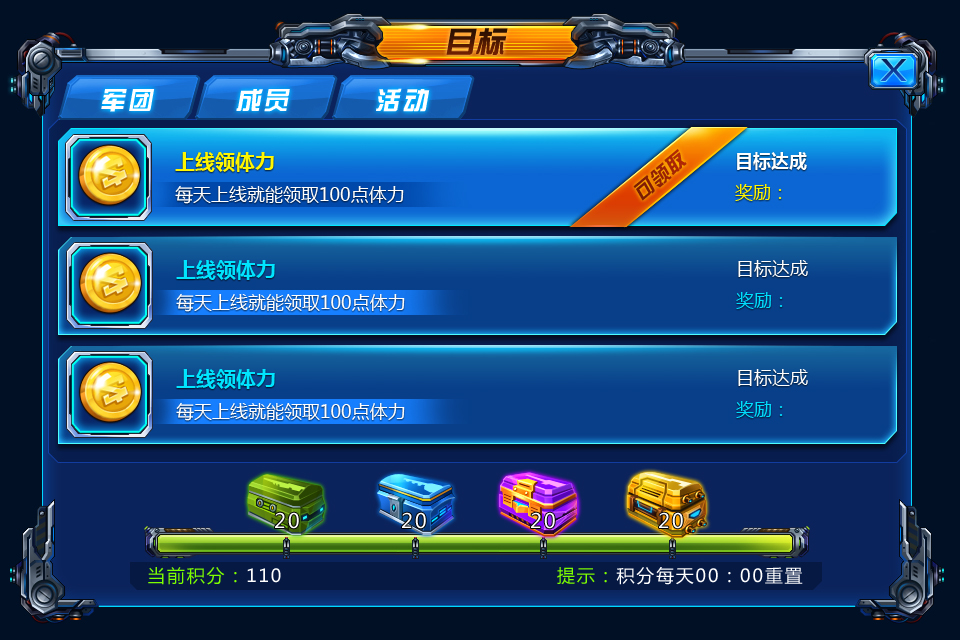 目标
军团 成员 活动
上线领体力
每天上线就能领取100点体力
可领取
目标达成
奖励：
上线领体力
每天上线就能领取100点体力
目标达成
奖励：
上线领体力
每天上线就能领取100点体力
目标达成
奖励：
20 20 20 20
当前积分：110
提示：积分每天00：00重置